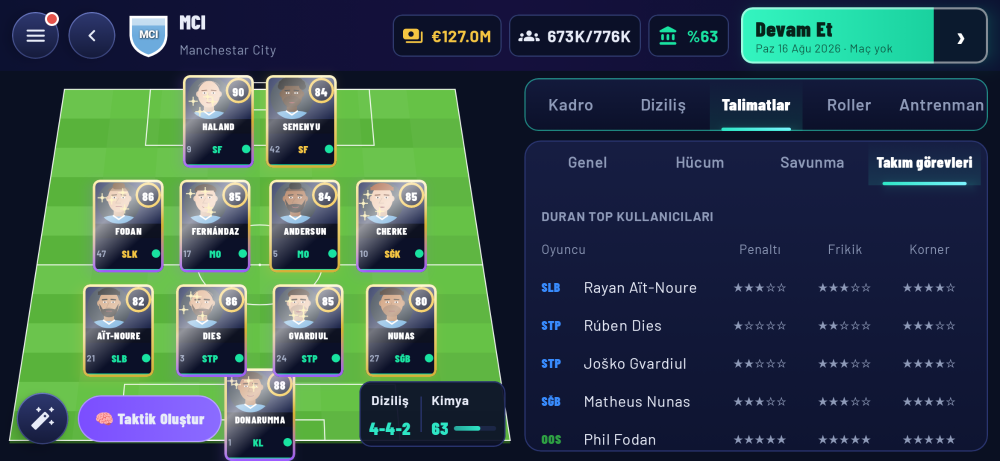 MCI
MCI
Manchestar City
€127.0M
673K/776K
%63
Devam Et
Paz 16 Ağu 2026 · Maç yok
Kadro
Diziliş
Talimatlar
Roller
Antrenman
Genel
Hücum
Savunma
Takım görevleri
DURAN TOP KULLANICILARI
Oyuncu Penaltı Frikik Korner
SLB Rayan Aït-Noure ★★★☆☆ ★★★☆☆ ★★★★☆
STP Rúben Dies ★☆☆☆☆ ★★☆☆☆ ★★★☆☆
STP Joško Gvardiul ★★☆☆☆ ★★☆☆☆ ★★★☆☆
SĞB Matheus Nunas ★★★☆☆ ★★★☆☆ ★★★★☆
OOS Phil Fodan ★★★★★ ★★★★★ ★★★★★
90
HALAND
9 SF
84
SEMENYU
42 SF
86
FODAN
47 SLK
85
FERNÁNDAZ
17 MO
84
ANDERSUN
5 MO
85
CHERKE
10 SĞK
82
AÏT-NOURE
21 SLB
86
DIES
3 STP
85
GVARDIUL
24 STP
80
NUNAS
27 SĞB
88
DONARUMMA
1 KL
Taktik Oluştur
Diziliş
4-4-2
Kimya
63